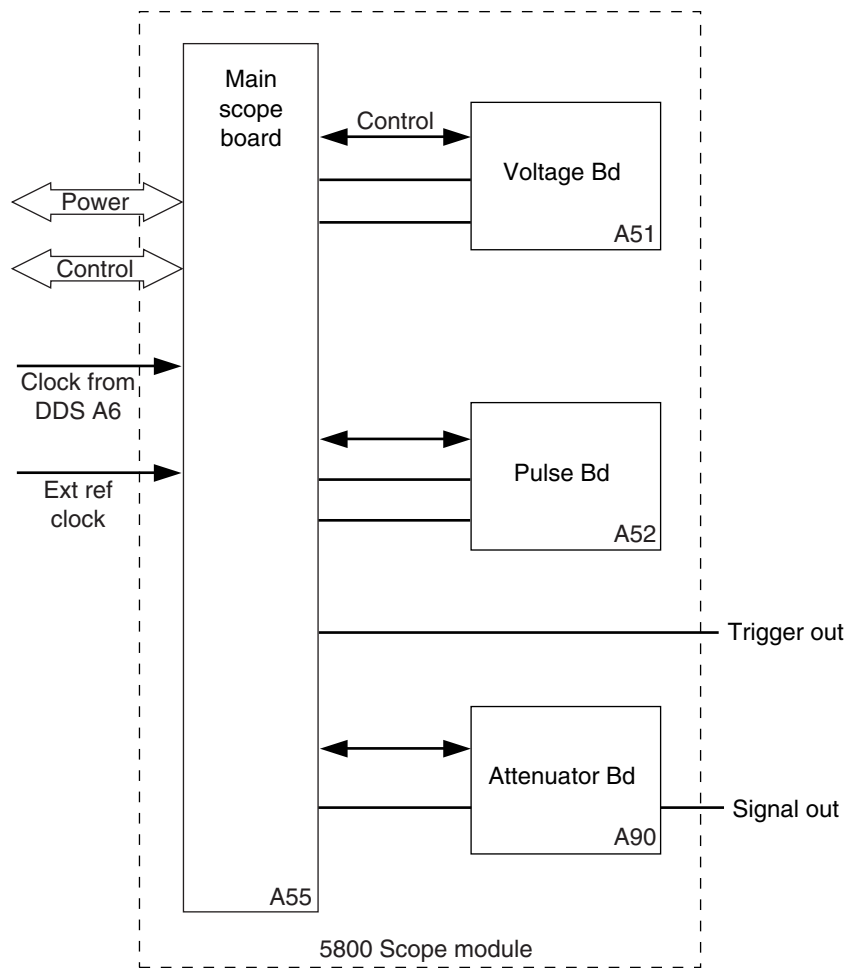 Main
scope
board
Control
Voltage Bd
A51
Power
Control
Clock from
DDS A6
Ext ref
clock
Pulse Bd
A52
Trigger out
Attenuator Bd
Signal out
A90
A55
5800 Scope module